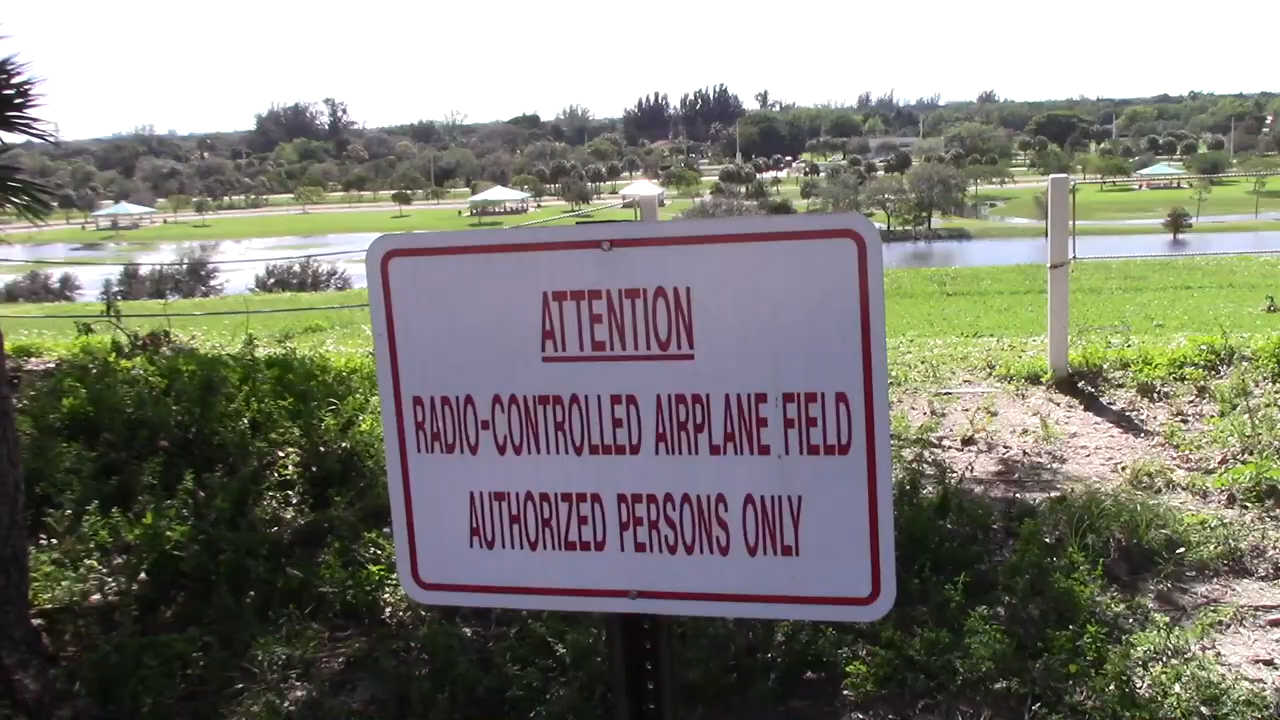 ATTENTION
RADIO-CONTROLLED AIRPLANE FIELD
AUTHORIZED PERSONS ONLY